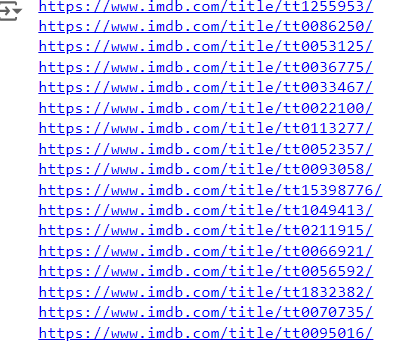 https://www.imdb.com/title/tt1255953/
https://www.imdb.com/title/tt0086250/
https://www.imdb.com/title/tt0053125/
https://www.imdb.com/title/tt0036775/
https://www.imdb.com/title/tt0033467/
https://www.imdb.com/title/tt0022100/
https://www.imdb.com/title/tt0113277/
https://www.imdb.com/title/tt0052357/
https://www.imdb.com/title/tt0093058/
https://www.imdb.com/title/tt15398776/
https://www.imdb.com/title/tt1049413/
https://www.imdb.com/title/tt0211915/
https://www.imdb.com/title/tt0066921/
https://www.imdb.com/title/tt0056592/
https://www.imdb.com/title/tt1832382/
https://www.imdb.com/title/tt0070735/
https://www.imdb.com/title/tt0095016/